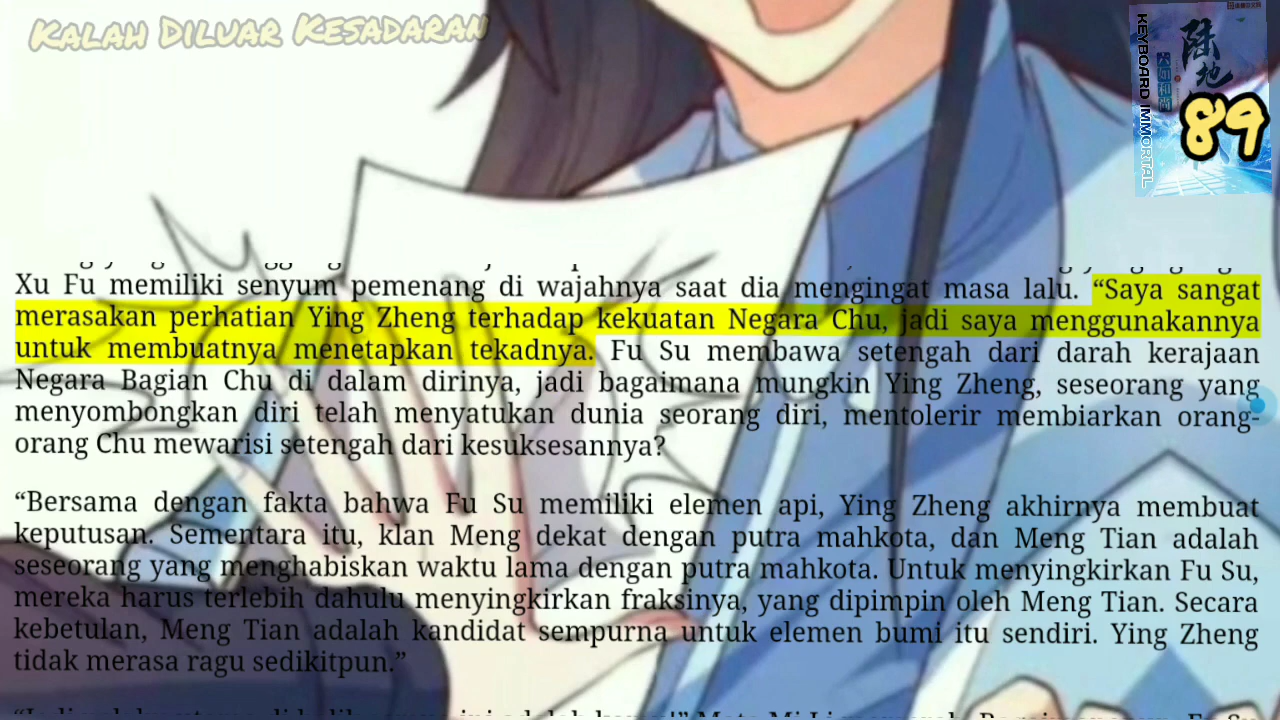 KALAH DILUAR KESADARAN
KEYBOARD IMMORTAL
陆地
89
Xu Fu memiliki senyum pemenang di wajahnya saat dia mengingat masa lalu. “Saya sangat
merasakan perhatian Ying Zheng terhadap kekuatan Negara Chu, jadi saya menggunakannya
untuk membuatnya menetapkan tekadnya. Fu Su membawa setengah dari darah kerajaan
Negara Bagian Chu di dalam dirinya, jadi bagaimana mungkin Ying Zheng, seseorang yang
menyombongkan diri telah menyatukan dunia seorang diri, mentolerir membiarkan orang-
orang Chu mewarisi setengah dari kesuksesannya?
“Bersama dengan fakta bahwa Fu Su memiliki elemen api, Ying Zheng akhirnya membuat
keputusan. Sementara itu, klan Meng dekat dengan putra mahkota, dan Meng Tian adalah
seseorang yang menghabiskan waktu lama dengan putra mahkota. Untuk menyingkirkan Fu Su,
mereka harus terlebih dahulu menyingkirkan fraksinya, yang dipimpin oleh Meng Tian. Secara
kebetulan, Meng Tian adalah kandidat sempurna untuk elemen bumi itu sendiri. Ying Zheng
tidak merasa ragu sedikitpun.”